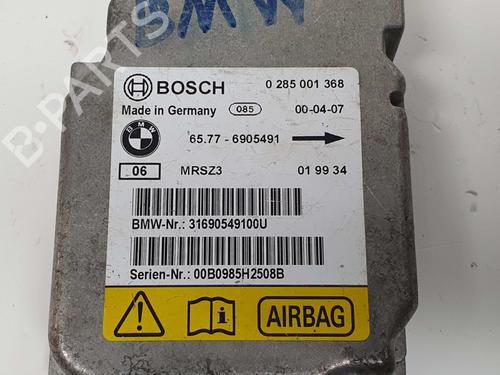 BMW
B-PARTS
BOSCH 0 285 001 368
Made in Germany 085 00-04-07
BMW
65.77 - 6905491
06 MRSZ3 01 99 34
BMW-Nr.: 31690549100U
Serien-Nr.: 00B0985H2508B
AIRBAG